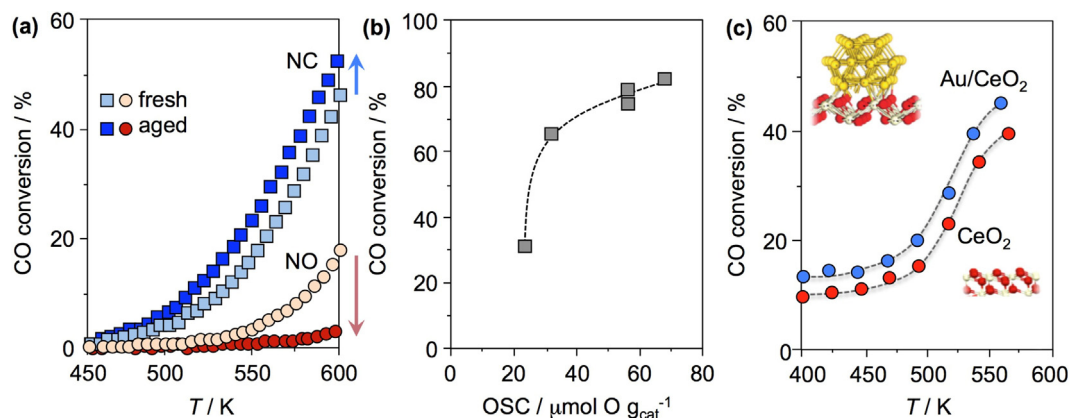 (a)
60
40
20
0
CO conversion / %
NC
fresh
aged
NO
450
500
550
600
T / K
(b)
100
80
60
40
20
0
CO conversion / %
0
20
40
60
80
OSC / μmol O gcat⁻¹
(c)
60
40
20
0
CO conversion / %
Au/CeO₂
CeO₂
400
450
500
550
600
T / K